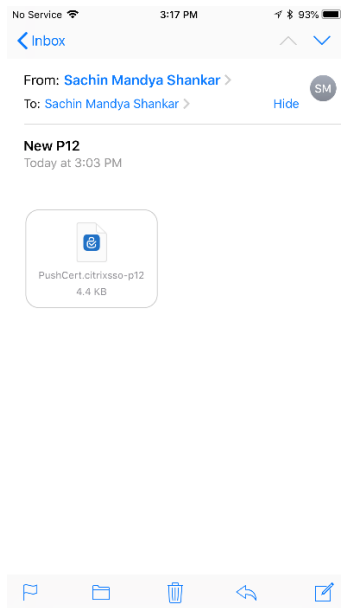 No Service 3:17 PM 93%
Inbox
From: Sachin Mandya Shankar
SM
To: Sachin Mandya Shankar Hide
New P12
Today at 3:03 PM
PushCert.citrixsso-p12
4.4 KB